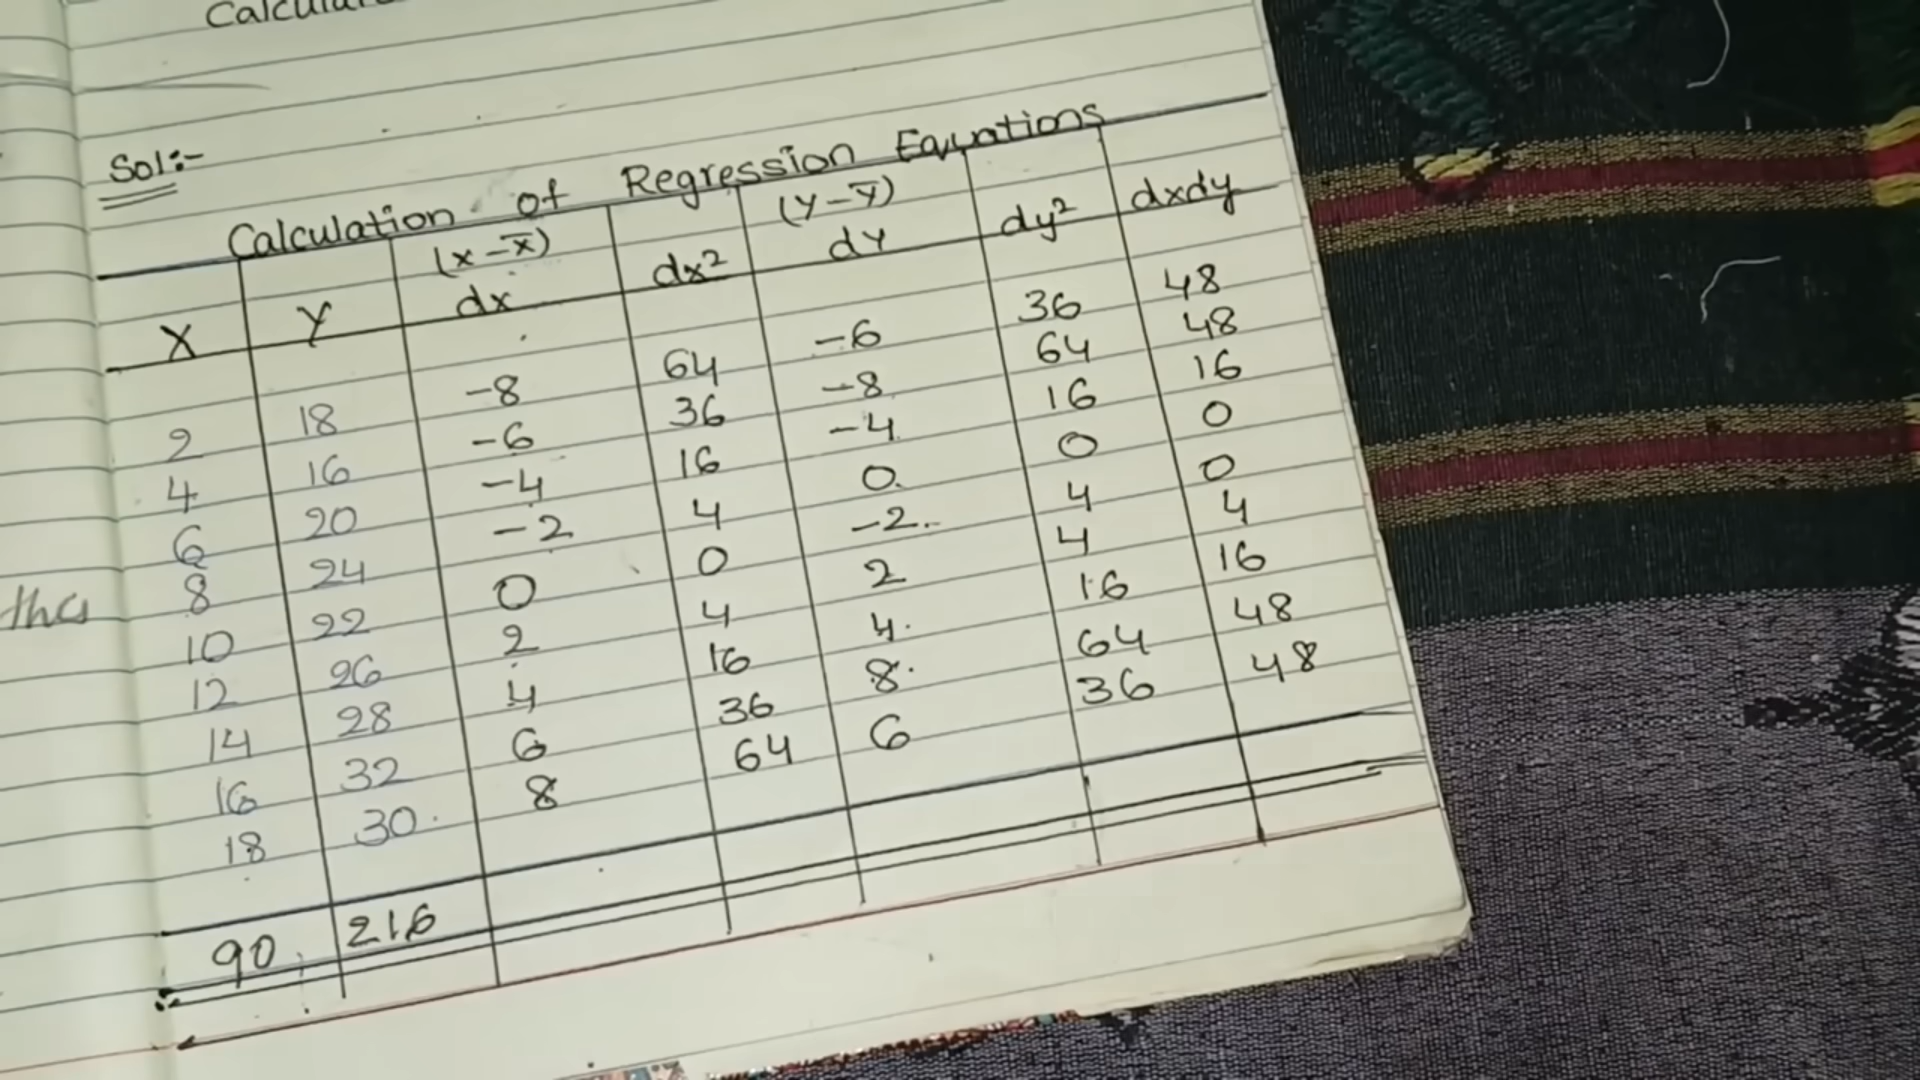 Sol:-
Calculation of Regression Equations
X Y (x-x̅) dx dx² (Y-Y̅) dy dy² dxdy
2 18 -8 64 -6 36 48
4 16 -6 36 -8 64 48
6 20 -4 16 -4 16 16
8 24 -2 4 0 0 0
10 22 0 0 -2 4 0
12 26 2 4 2 4 4
14 28 4 16 4 16 16
16 32 6 36 8 64 48
18 30 8 64 6 36 48
90 216